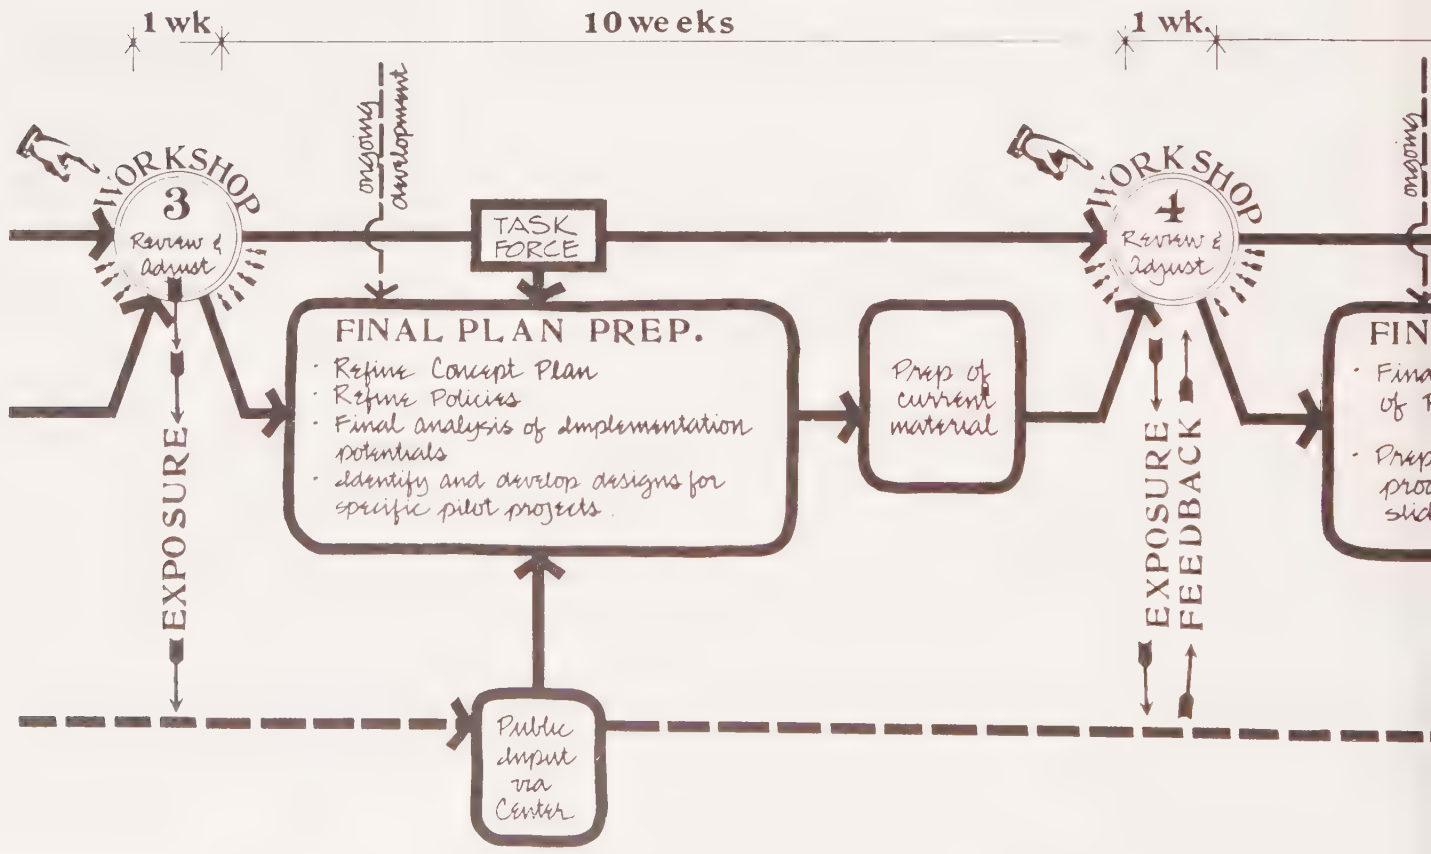 1 wk
10 weeks
1 wk.
ongoing
development
ongoing
WORKSHOP
3
Review &
Adjust
TASK
FORCE
WORKSHOP
4
Review &
Adjust
FINAL PLAN PREP.
· Refine Concept Plan
· Refine Policies
· Final analysis of Implementation
potentials
· Identify and develop designs for
specific pilot projects.
Prep of
current
material
EXPOSURE
EXPOSURE
FEEDBACK
FIN
· Fina
of
· Prep
proc
slid
Public
Input
via
Center